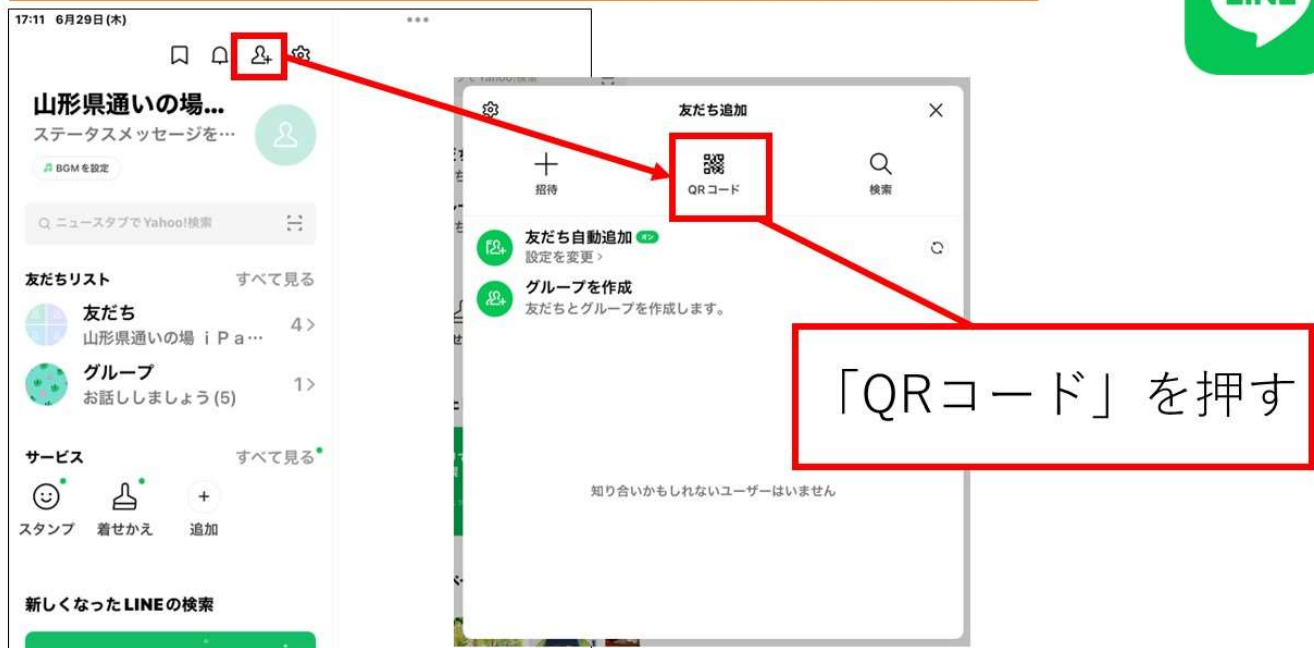 LINE
17:11 6月29日(木)
山形県通いの場...
ステータスメッセージを…
BGMを設定
ニュースタブでYahoo!検索
友だちリスト
すべて見る
友だち
山形県通いの場 ｉＰａ…
4>
グループ
お話ししましょう(5)
1>
サービス
すべて見る
スタンプ
着せかえ
追加
新しくなったLINEの検索
友だち追加
招待
QRコード
検索
友だち自動追加 オン
設定を変更>
グループを作成
友だちとグループを作成します。
知り合いかもしれないユーザーはいません
「QRコード」を押す